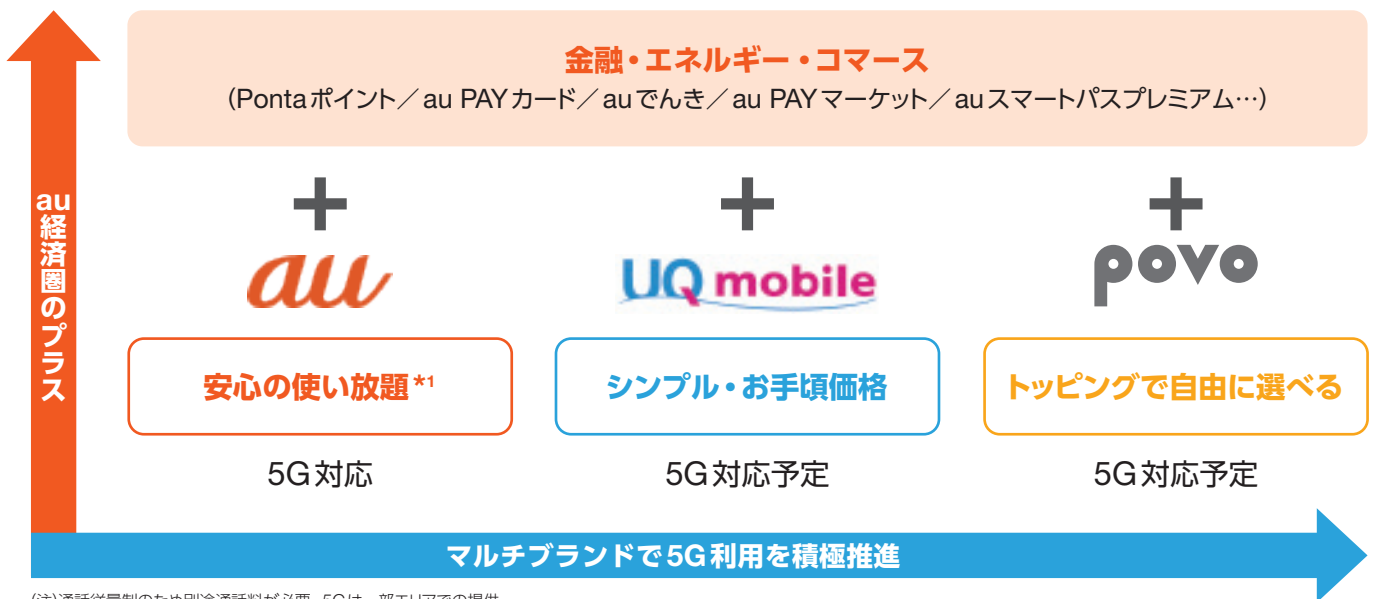 金融・エネルギー・コマース
(Pontaポイント／au PAYカード／auでんき／au PAYマーケット／auスマートパスプレミアム…)
au経済圏のプラス
+ + +
au UQ mobile povo
安心の使い放題*1 シンプル・お手頃価格 トッピングで自由に選べる
5G対応 5G対応予定 5G対応予定
マルチブランドで5G利用を積極推進